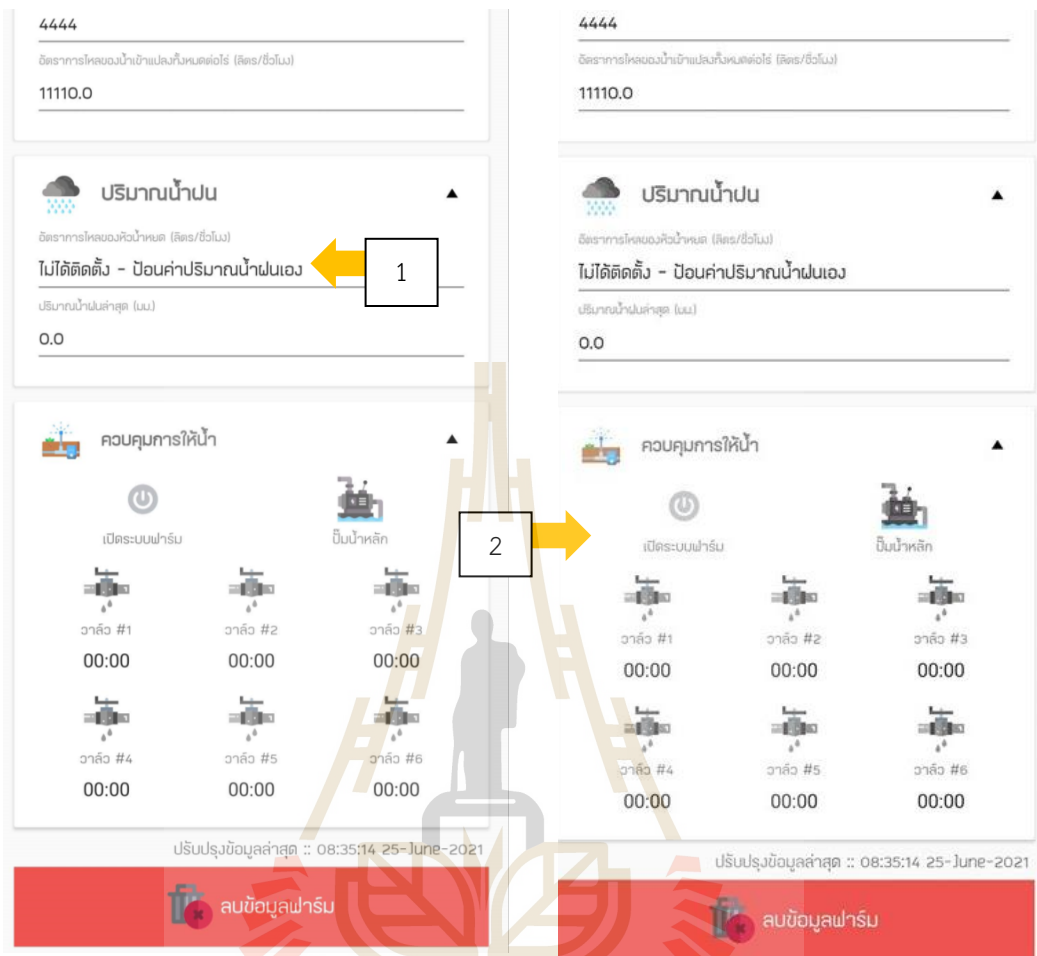 4444
อัตราการไหลของน้ำเข้าแปลงทั้งหมดต่อไร่ (ลิตร/ชั่วโมง)
11110.0
ปริมาณน้ำฝน
อัตราการไหลของหัวน้ำหยด (ลิตร/ชั่วโมง)
ไม่ได้ติดตั้ง - ป้อนค่าปริมาณน้ำฝนเอง
1
ปริมาณน้ำฝนล่าสุด (มม.)
0.0
ควบคุมการให้น้ำ
เปิดระบบฟาร์ม
ปั๊มน้ำหลัก
วาล์ว #1 วาล์ว #2 วาล์ว #3
00:00 00:00 00:00
วาล์ว #4 วาล์ว #5 วาล์ว #6
00:00 00:00 00:00
ปรับปรุงข้อมูลล่าสุด :: 08:35:14 25-June-2021
ลบข้อมูลฟาร์ม
4444
อัตราการไหลของน้ำเข้าแปลงทั้งหมดต่อไร่ (ลิตร/ชั่วโมง)
11110.0
ปริมาณน้ำฝน
อัตราการไหลของหัวน้ำหยด (ลิตร/ชั่วโมง)
ไม่ได้ติดตั้ง - ป้อนค่าปริมาณน้ำฝนเอง
ปริมาณน้ำฝนล่าสุด (มม.)
0.0
ควบคุมการให้น้ำ
2
เปิดระบบฟาร์ม
ปั๊มน้ำหลัก
วาล์ว #1 วาล์ว #2 วาล์ว #3
00:00 00:00 00:00
วาล์ว #4 วาล์ว #5 วาล์ว #6
00:00 00:00 00:00
ปรับปรุงข้อมูลล่าสุด :: 08:35:14 25-June-2021
ลบข้อมูลฟาร์ม